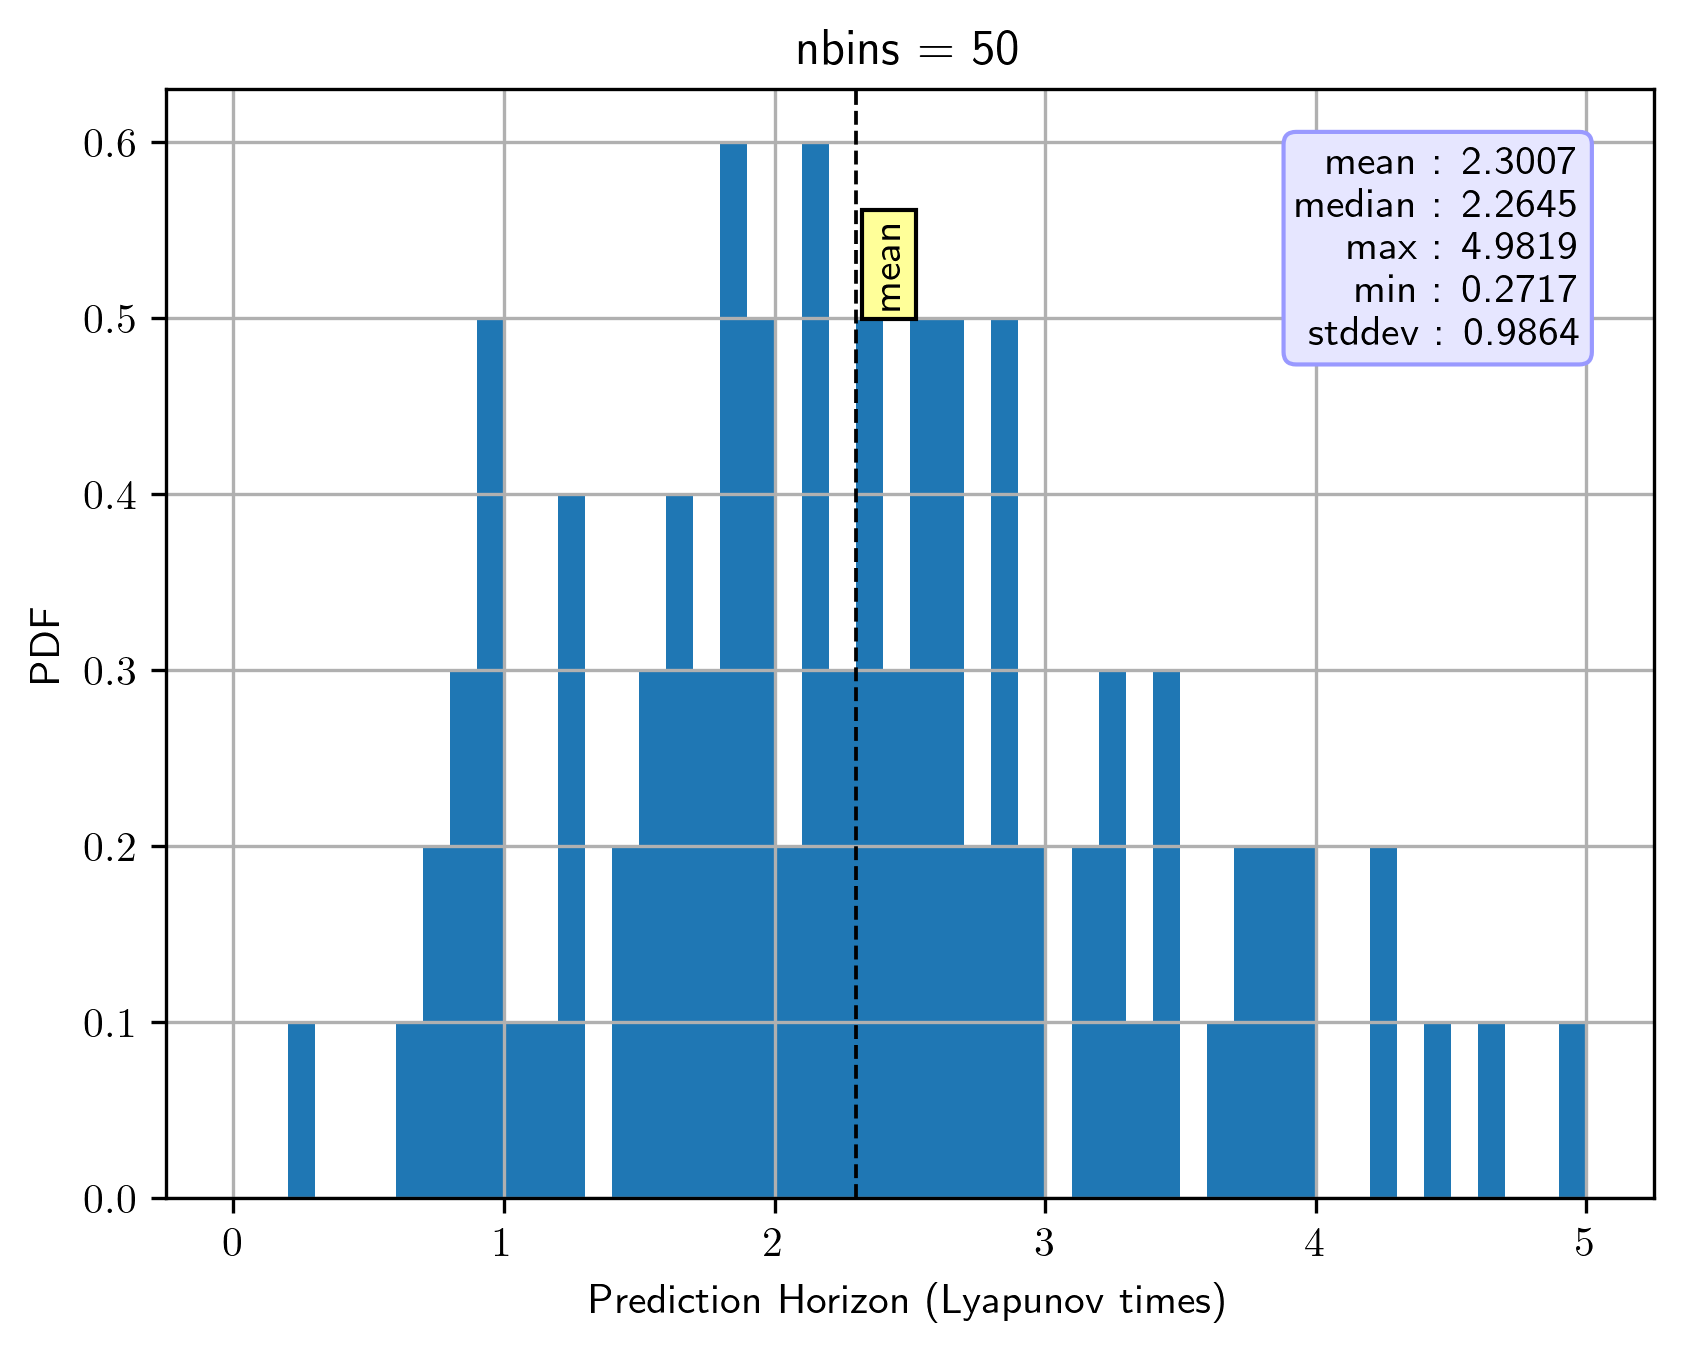 nbins = 50
0.6
0.5
0.4
0.3
0.2
0.1
0.0
PDF
mean
mean : 2.3007
median : 2.2645
max : 4.9819
min : 0.2717
stddev : 0.9864
0 1 2 3 4 5
Prediction Horizon (Lyapunov times)